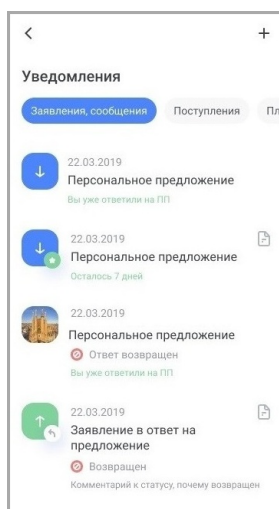 Уведомления
Заявления, сообщения Поступления Пл
22.03.2019
Персональное предложение
Вы уже ответили на ПП
22.03.2019
Персональное предложение
Осталось 7 дней
22.03.2019
Персональное предложение
Ответ возвращен
Вы уже ответили на ПП
22.03.2019
Заявление в ответ на
предложение
Возвращен
Комментарий к статусу, почему возвращен